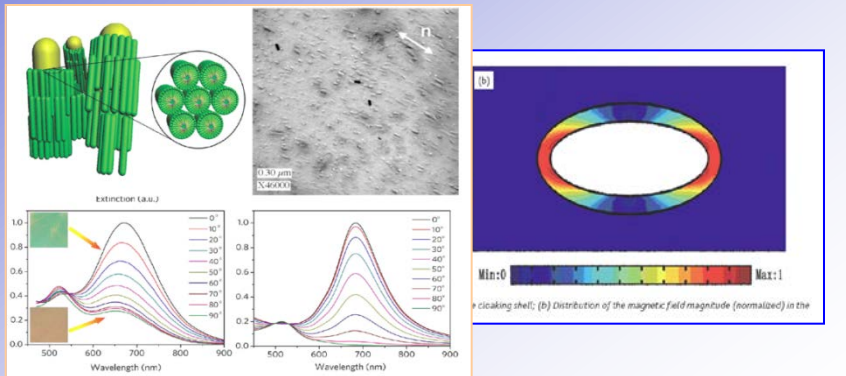 n
0.30 μm
X46000
Extinction (a.u.)
1.0
0.8
0.6
0.4
0.2
0.0
0°
10°
20°
30°
40°
50°
60°
70°
80°
90°
500 600 700 800 900
Wavelength (nm)
1.0
0.8
0.6
0.4
0.2
0.0
0°
10°
20°
30°
40°
50°
60°
70°
80°
90°
500 600 700 800 900
Wavelength (nm)
(b)
Min:0 Max:1
e cloaking shell; (b) Distribution of the magnetic field magnitude (normalized) in the